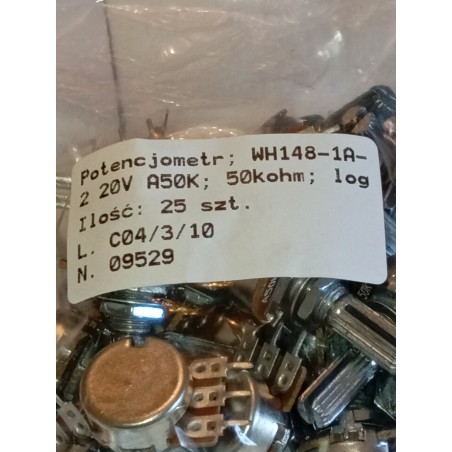 Potencjometr; WH148-1A-
2 20V A50K; 50kohm; log
Ilość: 25 szt.
L. C04/3/10
N. 09529